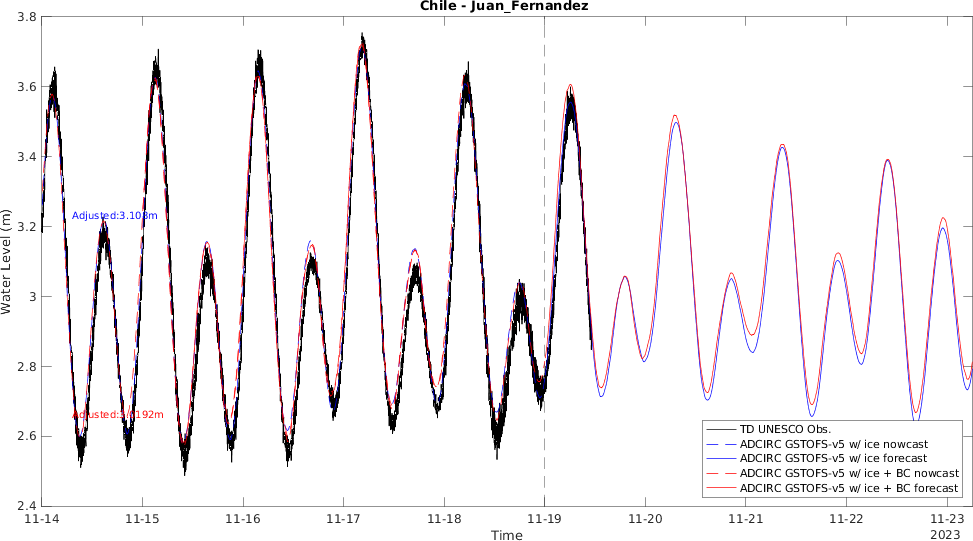 Chile - Juan_Fernandez
3.8
3.6
3.4
3.2
3
2.8
2.6
2.4
Water Level (m)
Adjusted:3.103m
11-14
11-15
11-16
11-17
11-18
11-19
11-20
11-21
11-22
11-23
2023
Time
TD UNESCO Obs.
ADCIRC GSTOFS-v5 w/ ice nowcast
ADCIRC GSTOFS-v5 w/ ice forecast
ADCIRC GSTOFS-v5 w/ ice + BC nowcast
ADCIRC GSTOFS-v5 w/ ice + BC forecast